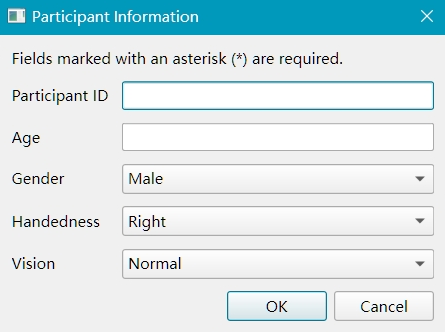 Participant Information
Fields marked with an asterisk (*) are required.
Participant ID
Age
Gender Male
Handedness Right
Vision Normal
OK Cancel